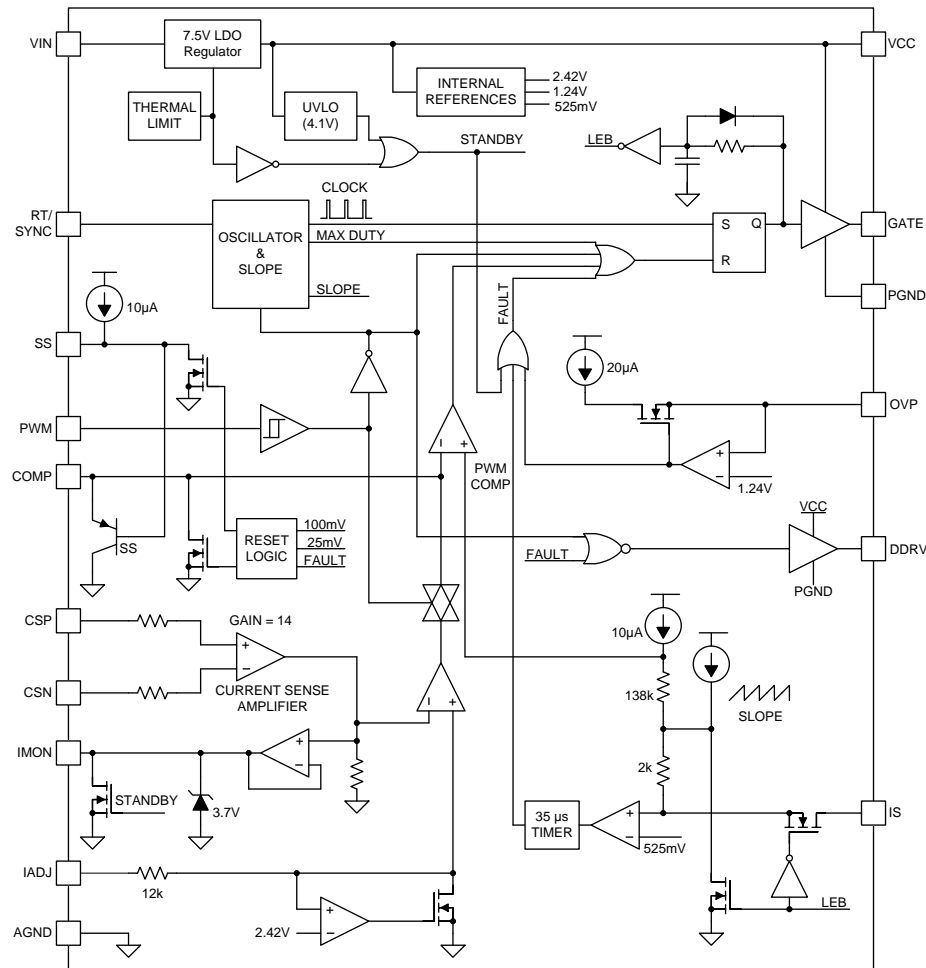 VIN
7.5V LDO
Regulator
VCC
THERMAL
LIMIT
UVLO
(4.1V)
INTERNAL
REFERENCES
2.42V
1.24V
525mV
STANDBY
LEB
RT/
SYNC
OSCILLATOR
&
SLOPE
CLOCK
MAX DUTY
SLOPE
S
Q
R
GATE
PGND
10µA
SS
FAULT
20µA
OVP
PWM
COMP
PWM
COMP
1.24V
SS
RESET
LOGIC
100mV
25mV
FAULT
FAULT
VCC
PGND
DDRV
CSP
GAIN = 14
CSN
CURRENT SENSE
AMPLIFIER
10µA
138k
SLOPE
2k
IMON
STANDBY
3.7V
35 µs
TIMER
525mV
IS
IADJ
12k
2.42V
LEB
AGND